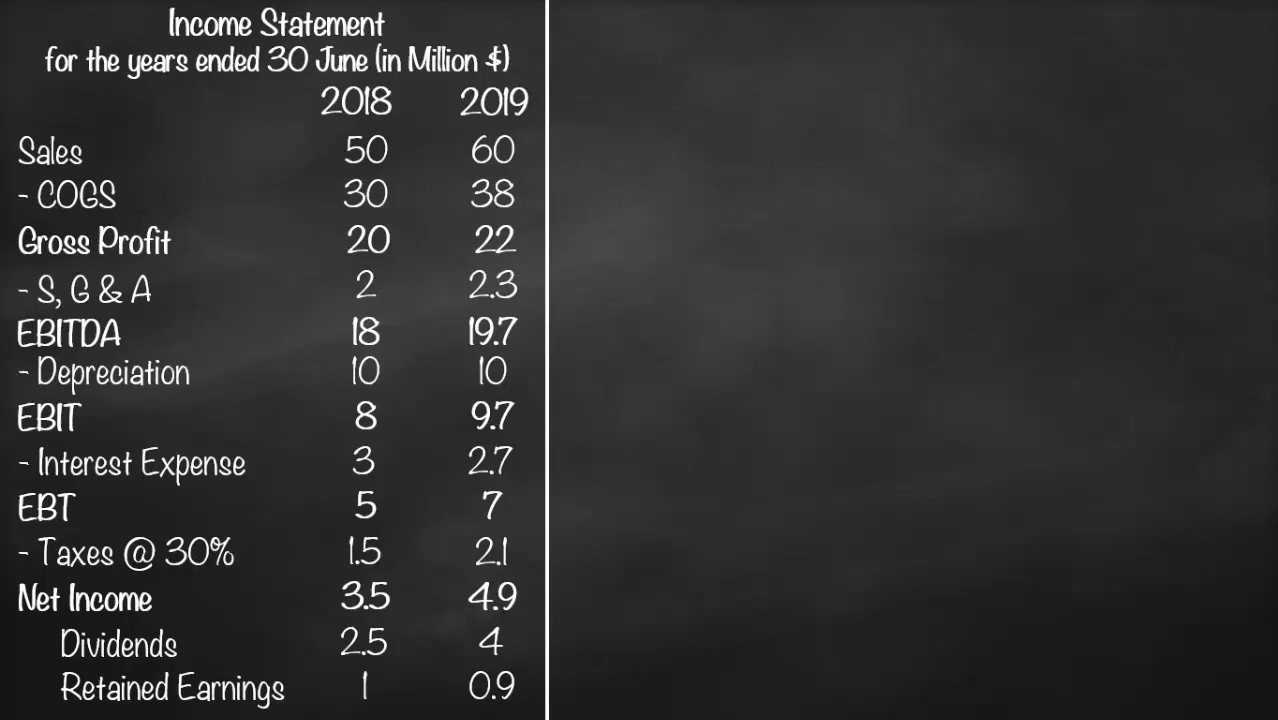 Income Statement
for the years ended 30 June (in Million $)
2018 2019
Sales 50 60
- COGS 30 38
Gross Profit 20 22
- S, G & A 2 2.3
EBITDA 18 19.7
- Depreciation 10 10
EBIT 8 9.7
- Interest Expense 3 2.7
EBT 5 7
- Taxes @ 30% 1.5 2.1
Net Income 3.5 4.9
Dividends 2.5 4
Retained Earnings 1 0.9